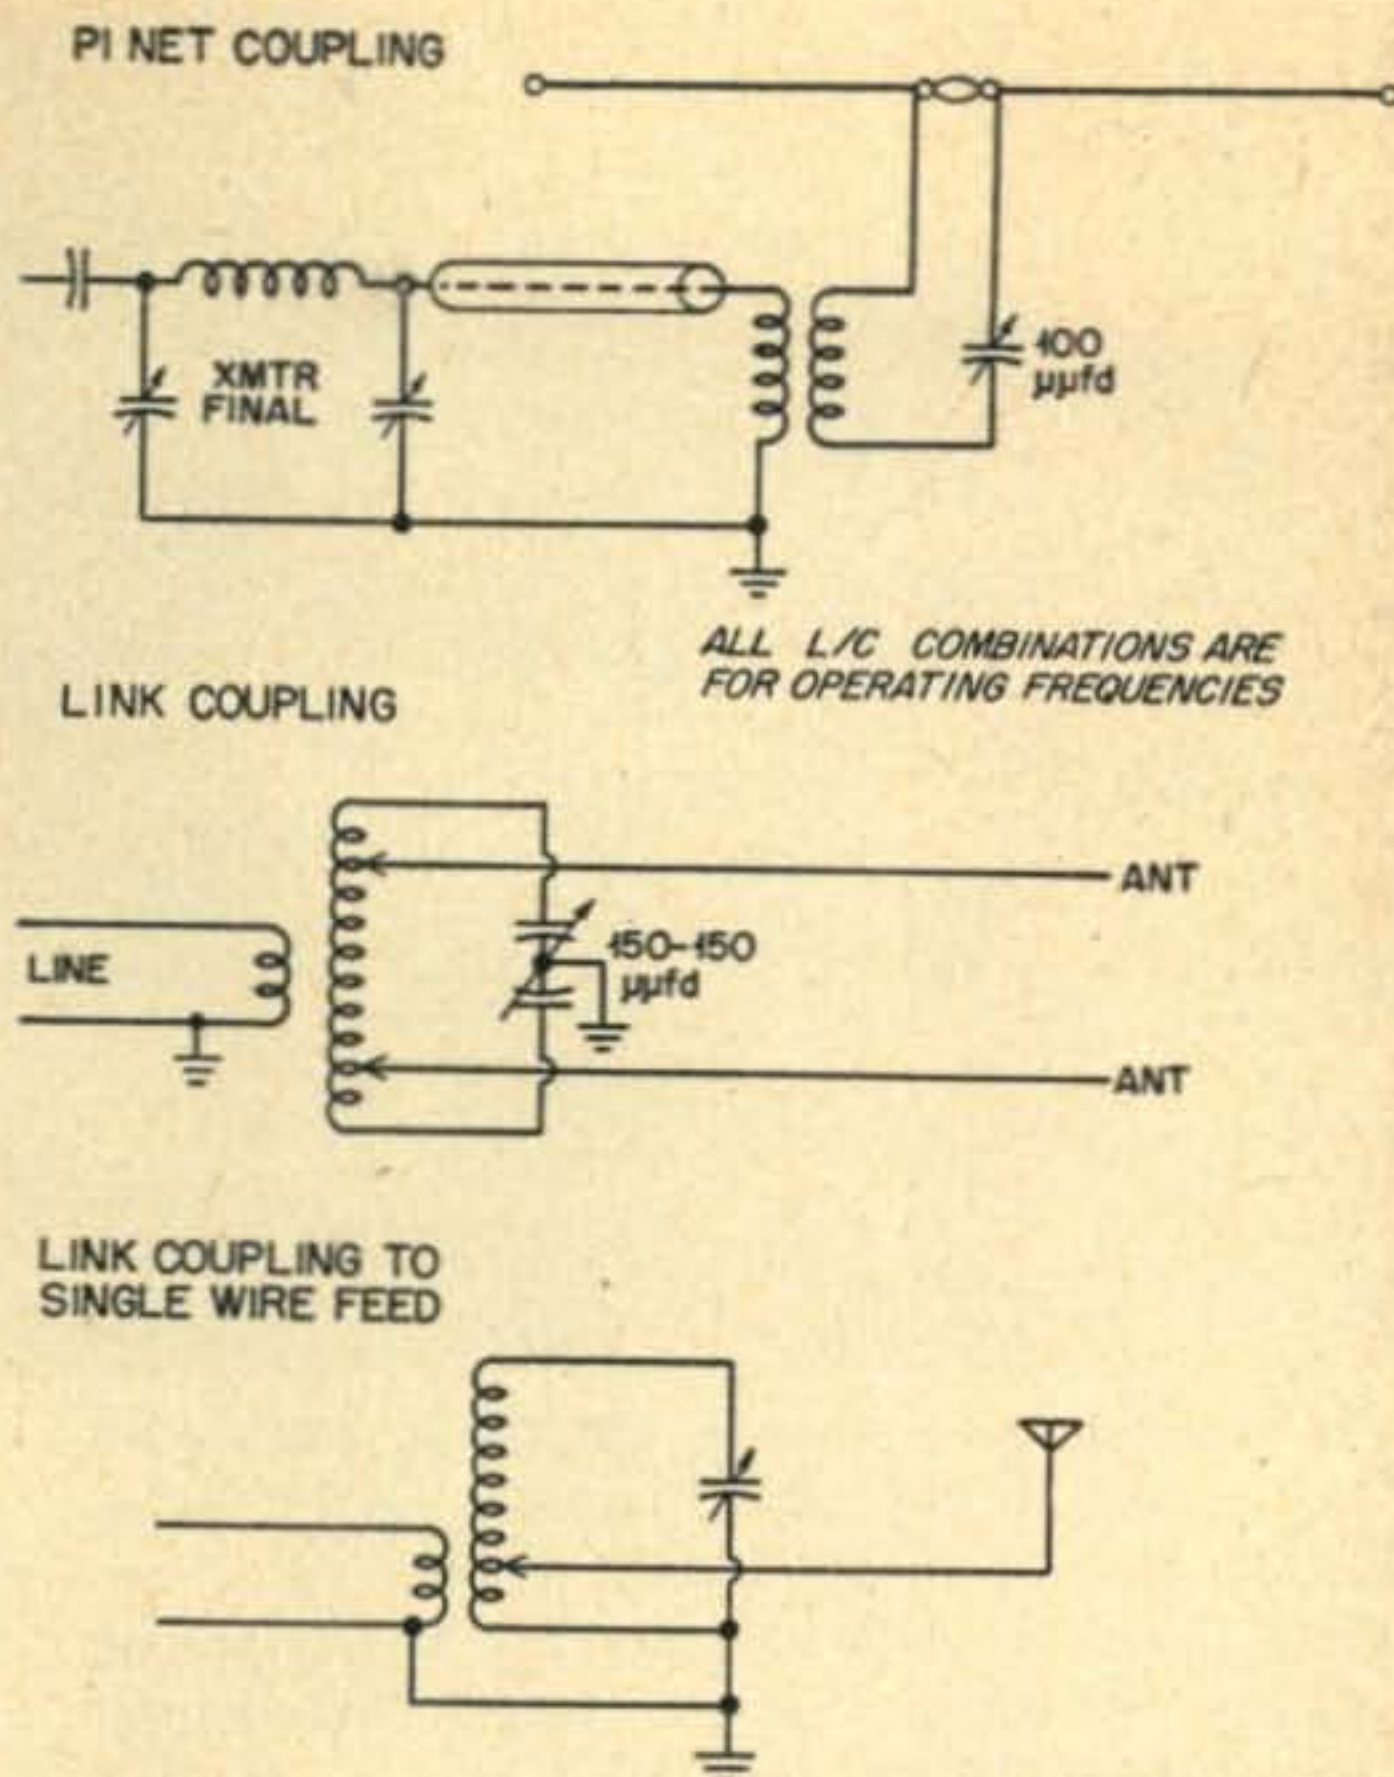 PI NET COUPLING
XMTR
FINAL
100
µµfd
ALL L/C COMBINATIONS ARE
FOR OPERATING FREQUENCIES
LINK COUPLING
ANT
LINE
150-150
µµfd
ANT
LINK COUPLING TO
SINGLE WIRE FEED